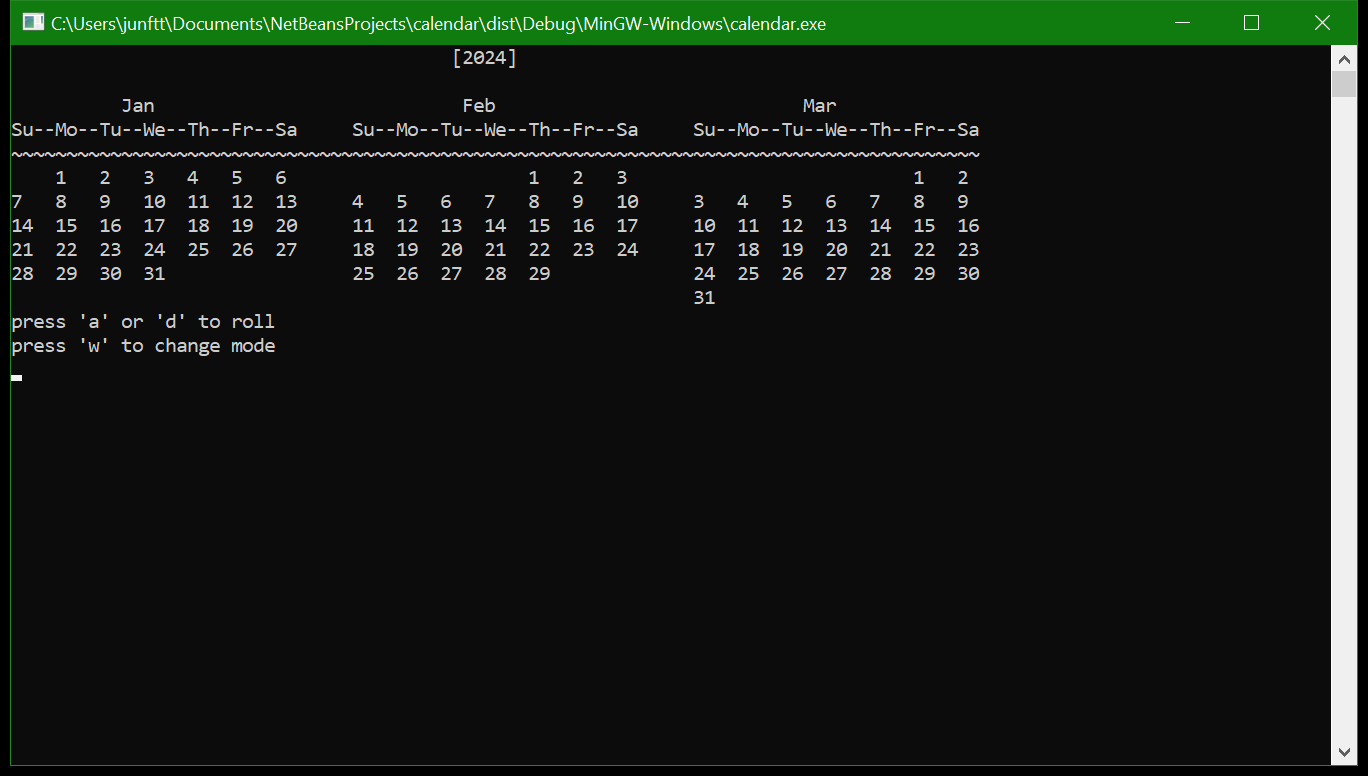 C:\Users\junftt\Documents\NetBeansProjects\calendar\dist\Debug\MinGW-Windows\calendar.exe
[2024]
Jan Feb Mar
Su--Mo--Tu--We--Th--Fr--Sa Su--Mo--Tu--We--Th--Fr--Sa Su--Mo--Tu--We--Th--Fr--Sa
~~~~~~~~~~~~~~~~~~~~~~~~~~~~~~~~~~~~~~~~~~~~~~~~~~~~~~~~~~~~~~~~~~~~~~~~~~~~~~~~~~~~~~~~
1 2 3 4 5 6 1 2 3 1 2
7 8 9 10 11 12 13 4 5 6 7 8 9 10 3 4 5 6 7 8 9
14 15 16 17 18 19 20 11 12 13 14 15 16 17 10 11 12 13 14 15 16
21 22 23 24 25 26 27 18 19 20 21 22 23 24 17 18 19 20 21 22 23
28 29 30 31 25 26 27 28 29 24 25 26 27 28 29 30
31
press 'a' or 'd' to roll
press 'w' to change mode